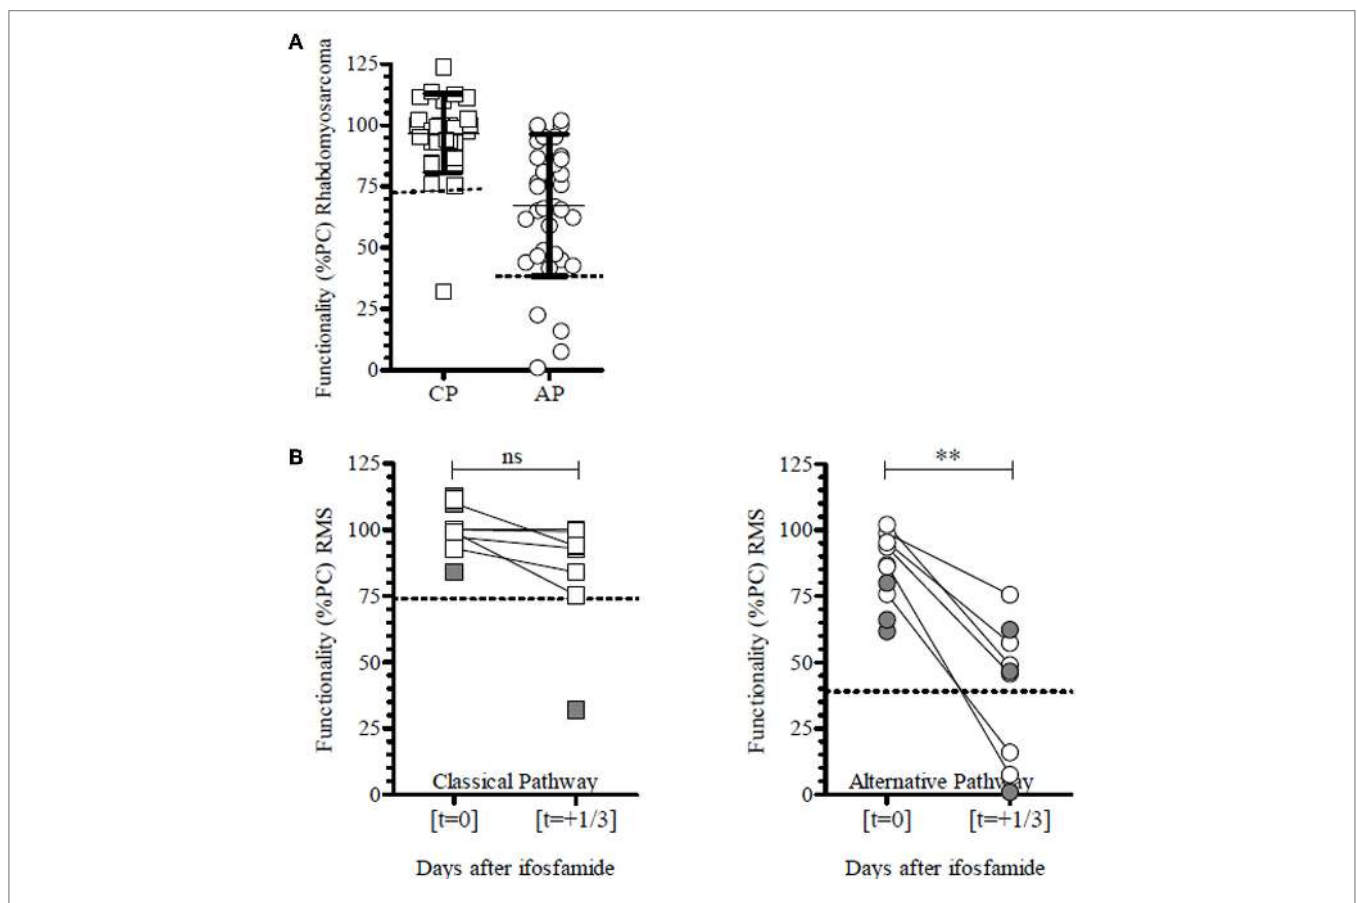 A
Functionality (%PC) Rhabdomyosarcoma
125
100
75
50
25
0
CP
AP
B
Functionality (%PC) RMS
125
100
75
50
25
0
ns
Classical Pathway
[t=0]
[t=+1/3]
Days after ifosfamide
Functionality (%PC) RMS
125
100
75
50
25
0
**
Alternative Pathway
[t=0]
[t=+1/3]
Days after ifosfamide